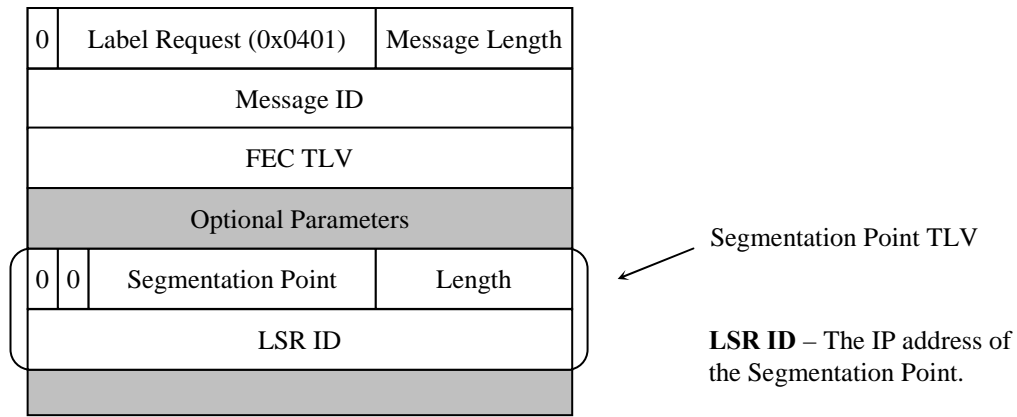 0 Label Request (0x0401) Message Length
Message ID
FEC TLV
Optional Parameters
0 0 Segmentation Point Length
LSR ID
Segmentation Point TLV
LSR ID – The IP address of
the Segmentation Point.